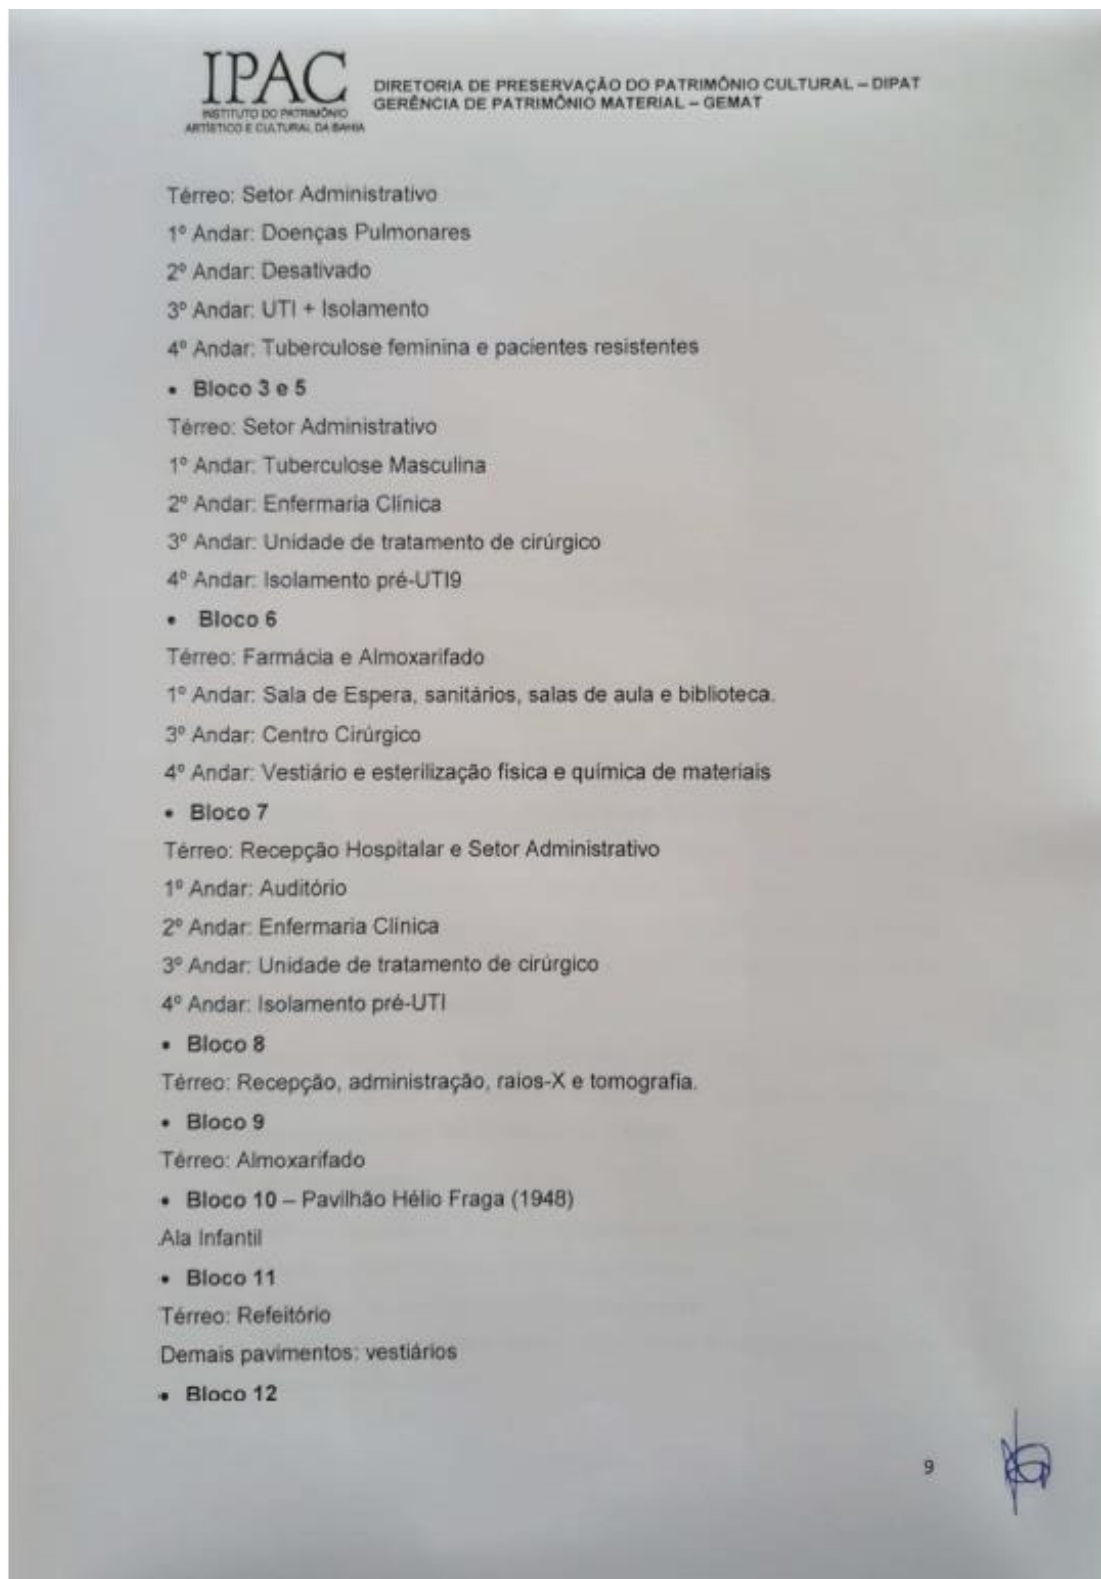 IPAC
INSTITUTO DO PATRIMÔNIO
ARTÍSTICO E CULTURAL DA BAHIA
DIRETORIA DE PRESERVAÇÃO DO PATRIMÔNIO CULTURAL – DIPAT
GERÊNCIA DE PATRIMÔNIO MATERIAL – GEMAT
Térreo: Setor Administrativo
1º Andar: Doenças Pulmonares
2º Andar: Desativado
3º Andar: UTI + Isolamento
4º Andar: Tuberculose feminina e pacientes resistentes
• Bloco 3 e 5
Térreo: Setor Administrativo
1º Andar: Tuberculose Masculina
2º Andar: Enfermaria Clínica
3º Andar: Unidade de tratamento de cirúrgico
4º Andar: Isolamento pré-UTI9
• Bloco 6
Térreo: Farmácia e Almoxarifado
1º Andar: Sala de Espera, sanitários, salas de aula e biblioteca.
3º Andar: Centro Cirúrgico
4º Andar: Vestiário e esterilização física e química de materiais
• Bloco 7
Térreo: Recepção Hospitalar e Setor Administrativo
1º Andar: Auditório
2º Andar: Enfermaria Clínica
3º Andar: Unidade de tratamento de cirúrgico
4º Andar: Isolamento pré-UTI
• Bloco 8
Térreo: Recepção, administração, raios-X e tomografia.
• Bloco 9
Térreo: Almoxarifado
• Bloco 10 – Pavilhão Hélio Fraga (1948)
Ala Infantil
• Bloco 11
Térreo: Refeitório
Demais pavimentos: vestiários
• Bloco 12
9